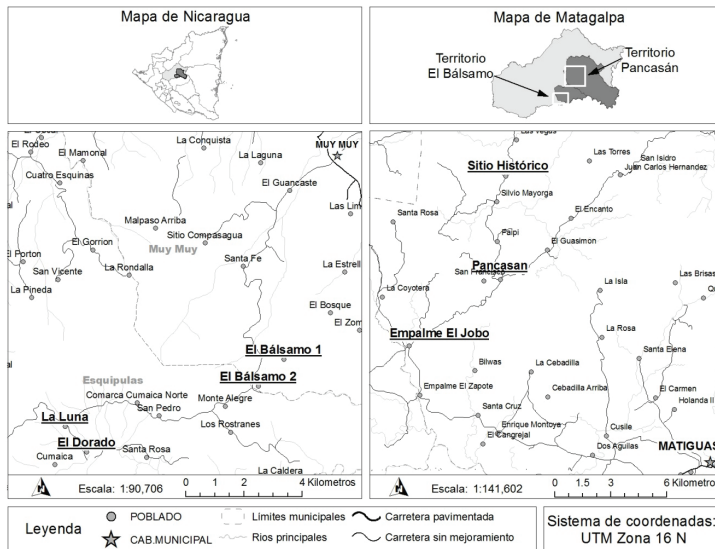 Mapa de Nicaragua
Mapa de Matagalpa
Territorio
El Bálsamo
Territorio
Pancasán
El Rodeo
El Mamonal
Cuatro Esquinas
La Conquista
La Laguna
MUY MUY
El Guancaste
Las Lim
Malpaso Arriba
Sitio Compasagua
Muy Muy
El Gorrion
El Porton
San Vicente
La Rondalla
La Pineda
Santa Fe
La Estrell
El Bosque
El Zom
El Bálsamo 1
El Bálsamo 2
Esquipulas
Comarca Cumaica Norte
Monte Alegre
San Pedro
La Luna
Los Rostranes
El Dorado
Santa Rosa
Cumaica
La Caldera
Escala: 1:90,706
0 1 2 4 Kilometros
Las Vegas
Las Torres
San Isidro
Juan Carlos Hernandez
Sitio Histórico
Silvio Mayorga
Santa Rosa
El Encanto
Paipi
El Guasimon
Pancasan
San Francisco
La Coyotera
La Isla
Las Brisas
Empalme El Jobo
La Rosa
Bilwas
La Cebadilla
Santa Elena
Empalme El Zapote
Cebadilla Arriba
El Carmen
Holanda II
Santa Cruz
Enrique Montoya
El Cangrejal
Cusile
Dos Aguilas
MATIGUAS
Escala: 1:141,602
0 1.5 3 6 Kilometros
Leyenda
POBLADO
CAB.MUNICIPAL
Límites municipales
Rios principales
Carretera pavimentada
Carretera sin mejoramiento
Sistema de coordenadas:
UTM Zona 16 N